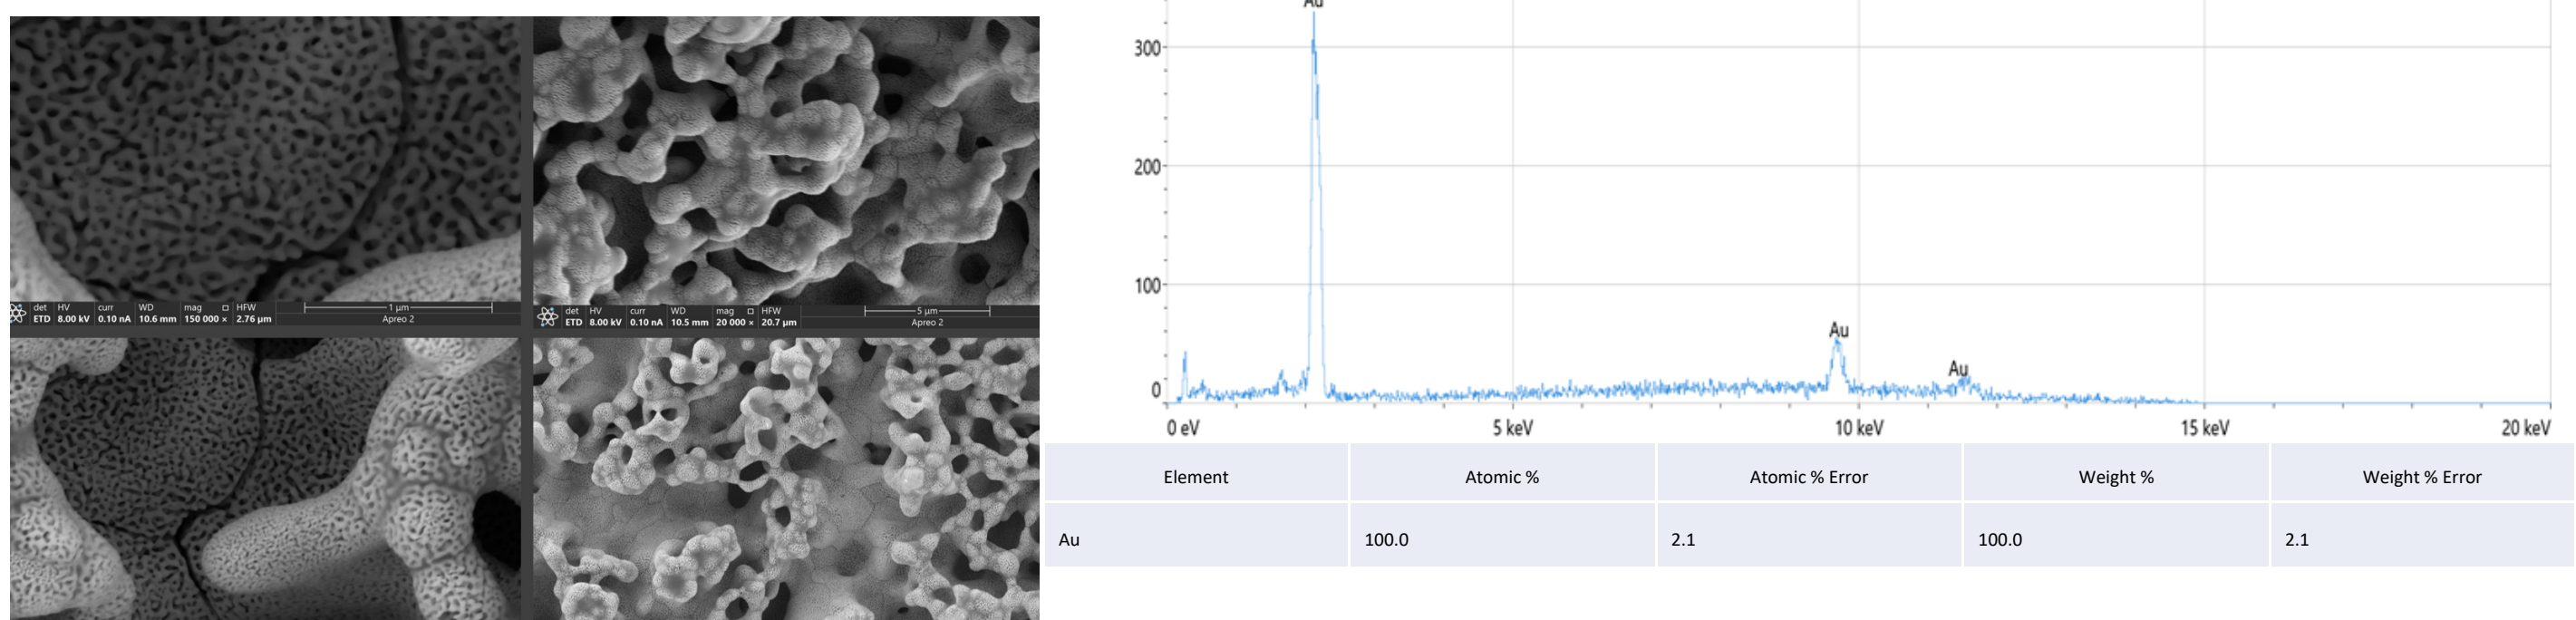 det HV curr WD mag HFW 1 µm
ETD 8.00 kV 0.10 nA 10.6 mm 150 000 × 2.76 µm Apreo 2
det HV curr WD mag HFW 5 µm
ETD 8.00 kV 0.10 nA 10.5 mm 20 000 × 20.7 µm Apreo 2
Au
300
200
100
Au
Au
0
0 eV 5 keV 10 keV 15 keV 20 keV
Element Atomic % Atomic % Error Weight % Weight % Error
Au 100.0 2.1 100.0 2.1